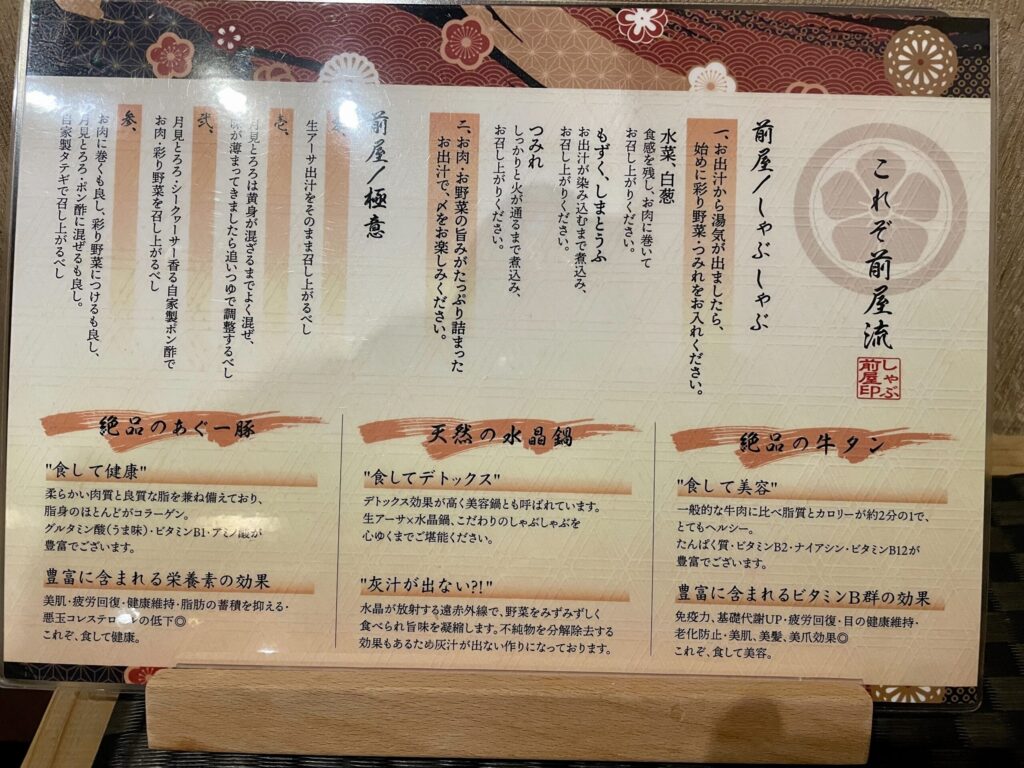 これぞ前屋流
しゃぶ
前屋印
前屋ノしゃぶしゃぶ
一、お出汁から湯気が出ましたら、
始めに彩り野菜・つみれをお入れください。
水菜、白葱
食感を残し、お肉に巻いて
お召し上がりください。
もずく、しまとうふ
お出汁が染み込むまで煮込み、
お召し上がりください。
つみれ
しっかりと火が通るまで煮込み、
お召し上がりください。
二、お肉・お野菜の旨みがたっぷり詰まった
お出汁で、〆をお楽しみください。
前屋ノ極意
生アーサ出汁をそのまま召し上がるべし
壱、
月見とろろは黄身が混ざるまでよく混ぜ、
味が薄まってきましたら追いつゆで調整するべし
弐、
月見とろろ・シークワーサー香る自家製ポン酢で
お肉・彩り野菜を召し上がるべし
参、
お肉に巻くも良し、彩り野菜につけるも良し、
月見とろろ・ポン酢に混ぜるも良し。
自家製タテギで召し上がるべし
絶品のあぐー豚
"食して健康"
柔らかい肉質と良質な脂を兼ね備えており、
脂身のほとんどがコラーゲン。
グルタミン酸(うま味)・ビタミンB1・アミノ酸が
豊富でございます。
豊富に含まれる栄養素の効果
美肌・疲労回復・健康維持・脂肪の蓄積を抑える・
悪玉コレステロールの低下◎
これぞ、食して健康。
天然の水晶鍋
"食してデトックス"
デトックス効果が高く美容鍋とも呼ばれています。
生アーサ×水晶鍋、こだわりのしゃぶしゃぶを
心ゆくまでご堪能ください。
"灰汁が出ない?!"
水晶が放射する遠赤外線で、野菜をみずみずしく
食べられ旨味を凝縮します。不純物を分解除去する
効果もあるため灰汁が出ない作りになっております。
絶品の牛タン
"食して美容"
一般的な牛肉に比べ脂質とカロリーが約2分の1で、
とてもヘルシー。
たんぱく質・ビタミンB2・ナイアシン・ビタミンB12が
豊富でございます。
豊富に含まれるビタミンB群の効果
免疫力、基礎代謝UP・疲労回復・目の健康維持・
老化防止・美肌、美髪、美爪効果◎
これぞ、食して美容。